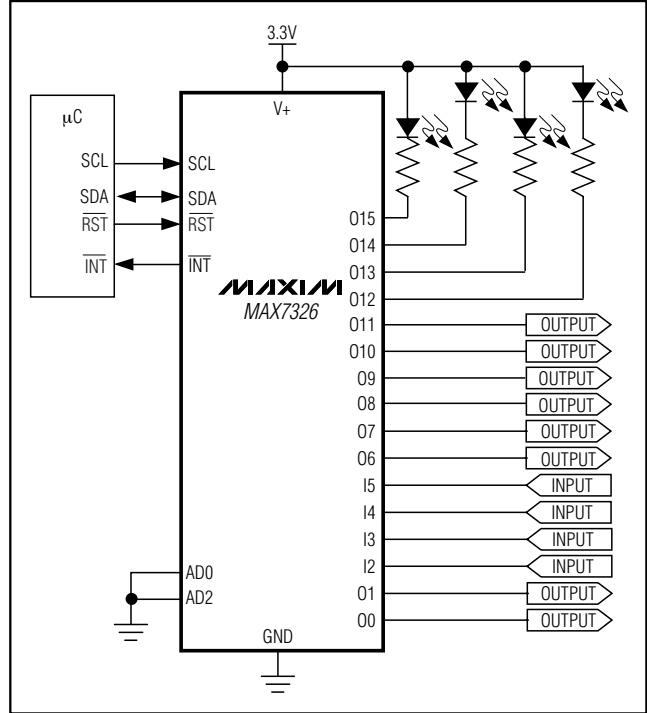 3.3V
V+
μC
SCL
SDA
RST
INT
SCL
SDA
RST
INT
MAXIM
MAX7326
O15
O14
O13
O12
O11 OUTPUT
O10 OUTPUT
O9 OUTPUT
O8 OUTPUT
O7 OUTPUT
O6 OUTPUT
I5 INPUT
I4 INPUT
I3 INPUT
I2 INPUT
O1 OUTPUT
O0 OUTPUT
AD0
AD2
GND